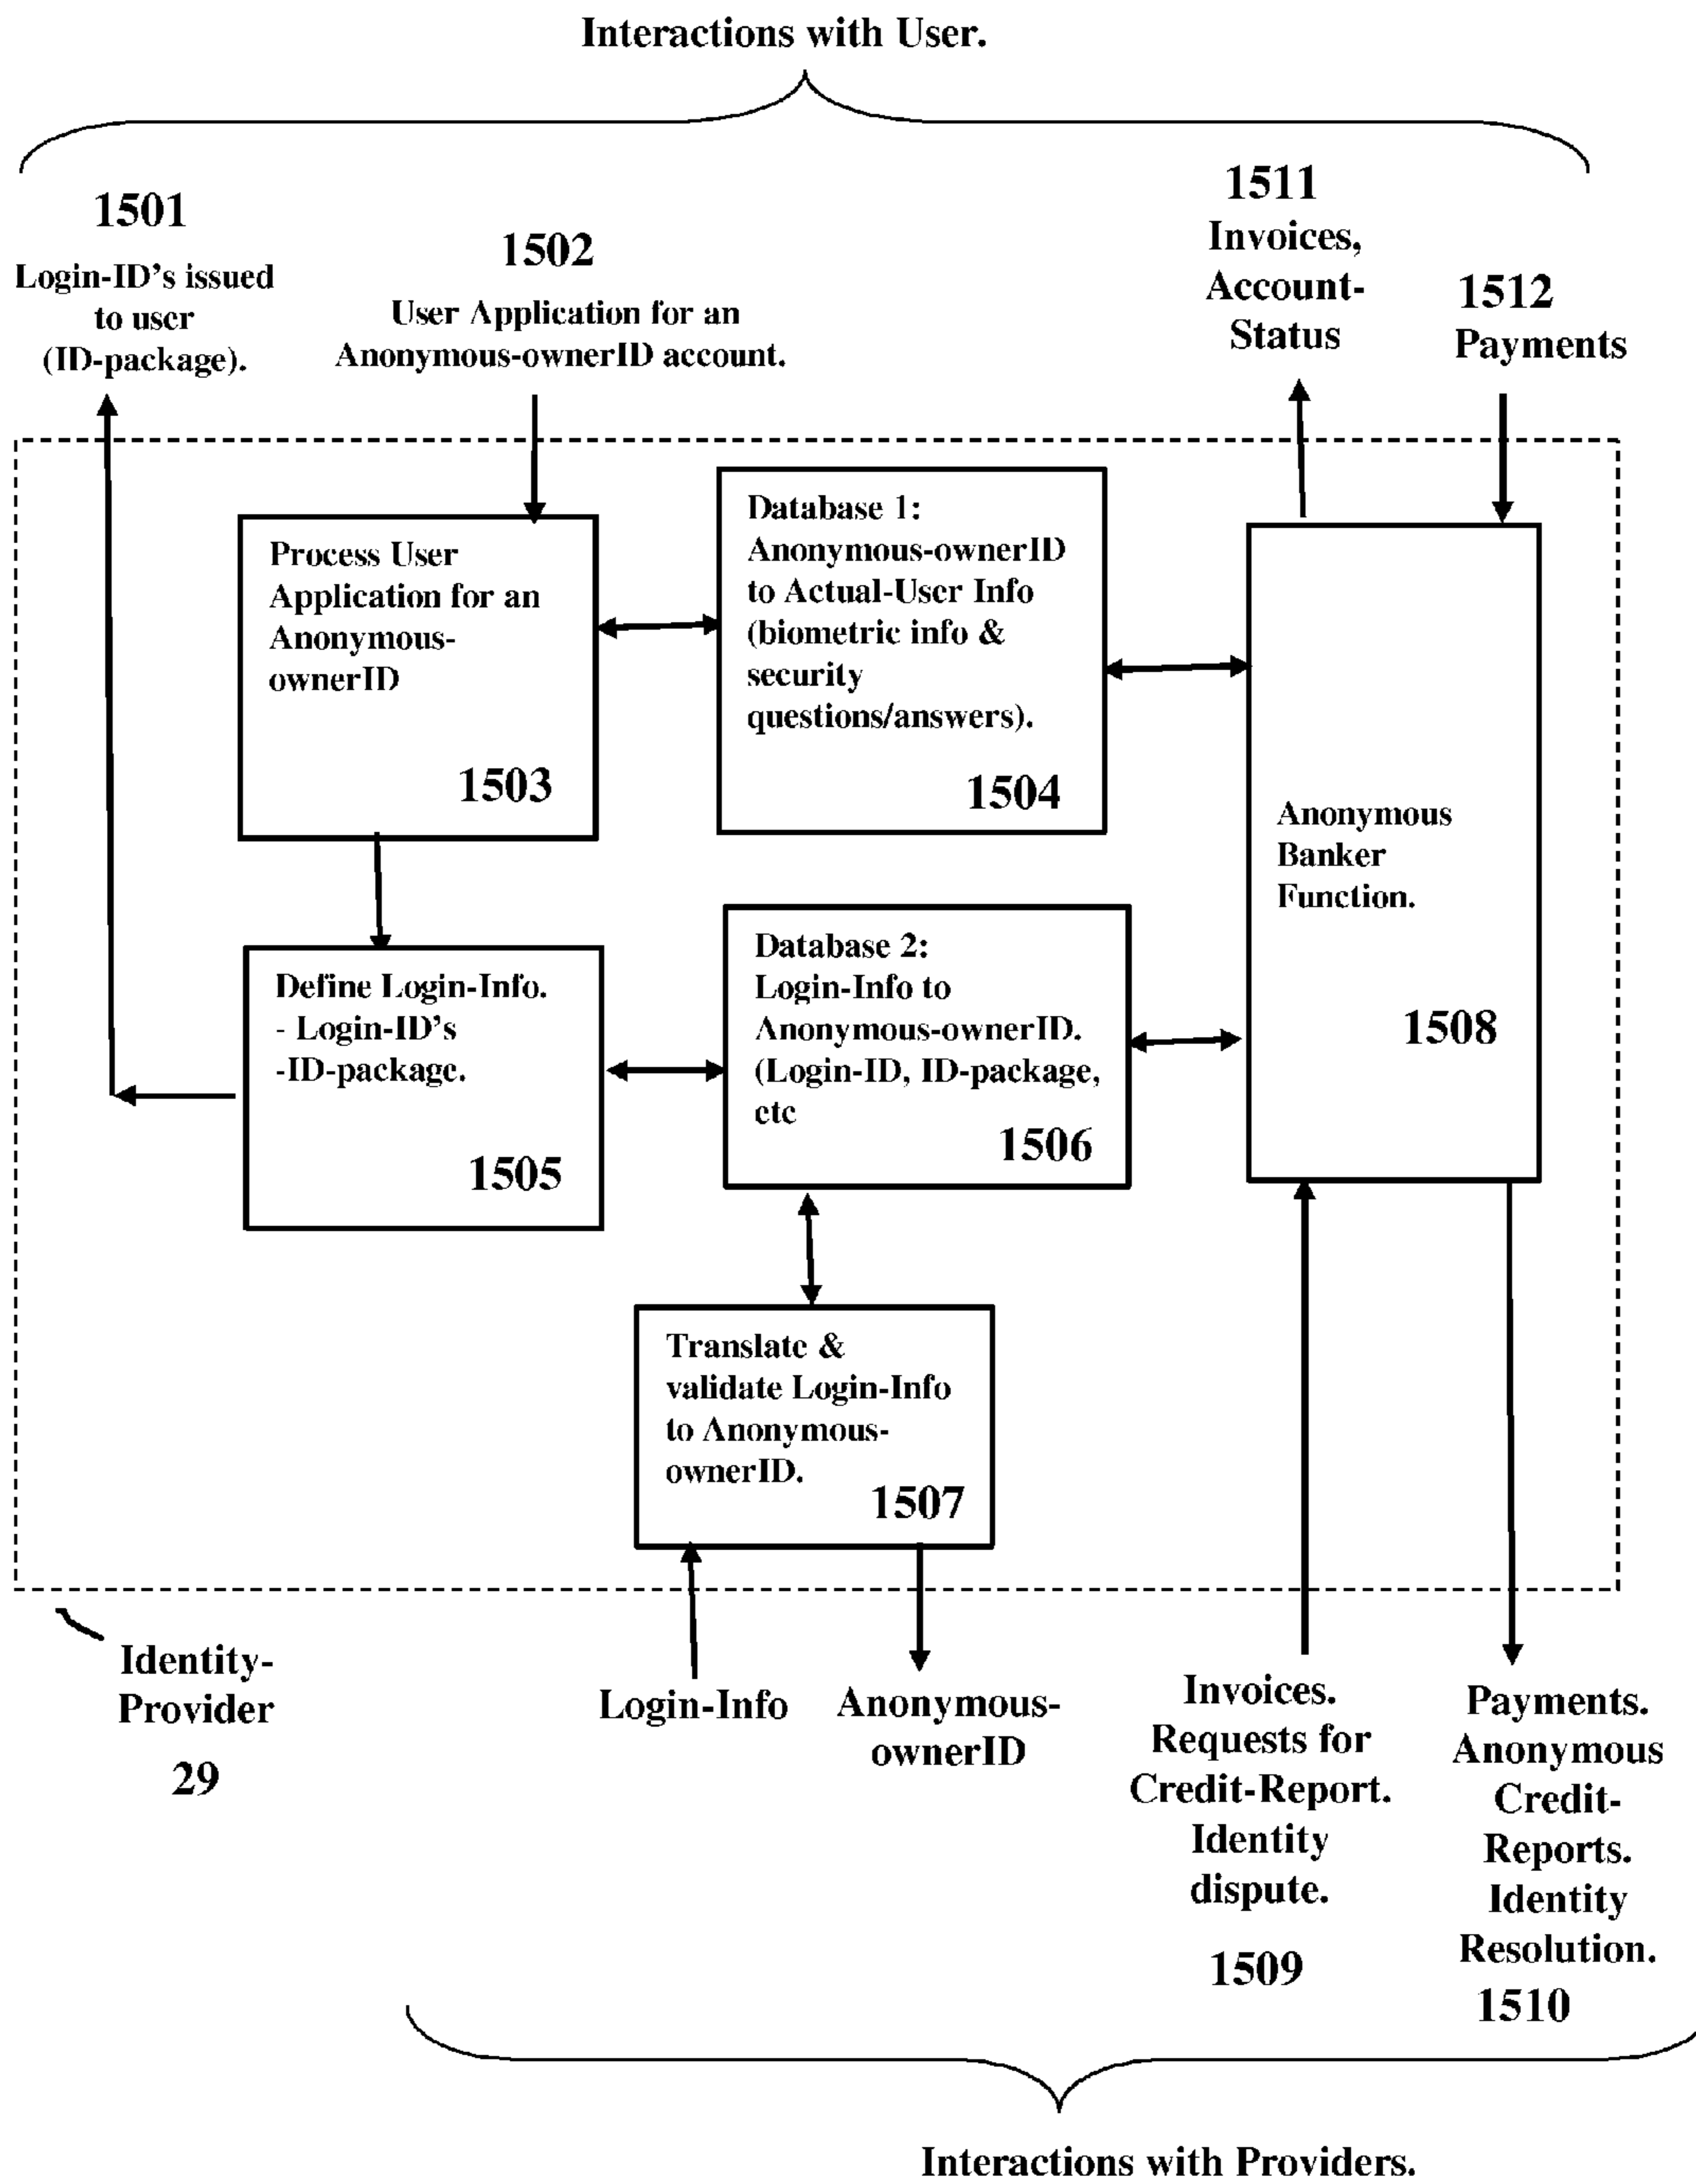 Interactions with User.
1501
Login-ID's issued
to user
(ID-package).
1502
User Application for an
Anonymous-ownerID account.
1511
Invoices,
Account-
Status
1512
Payments
Process User
Application for an
Anonymous-
ownerID
1503
Database 1:
Anonymous-ownerID
to Actual-User Info
(biometric info &
security
questions/answers).
1504
Anonymous
Banker
Function.
1508
Define Login-Info.
- Login-ID's
-ID-package.
1505
Database 2:
Login-Info to
Anonymous-ownerID.
(Login-ID, ID-package,
etc
1506
Translate &
validate Login-Info
to Anonymous-
ownerID.
1507
Identity-
Provider
29
Login-Info
Anonymous-
ownerID
Invoices.
Requests for
Credit-Report.
Identity
dispute.
1509
Payments.
Anonymous
Credit-
Reports.
Identity
Resolution.
1510
Interactions with Providers.